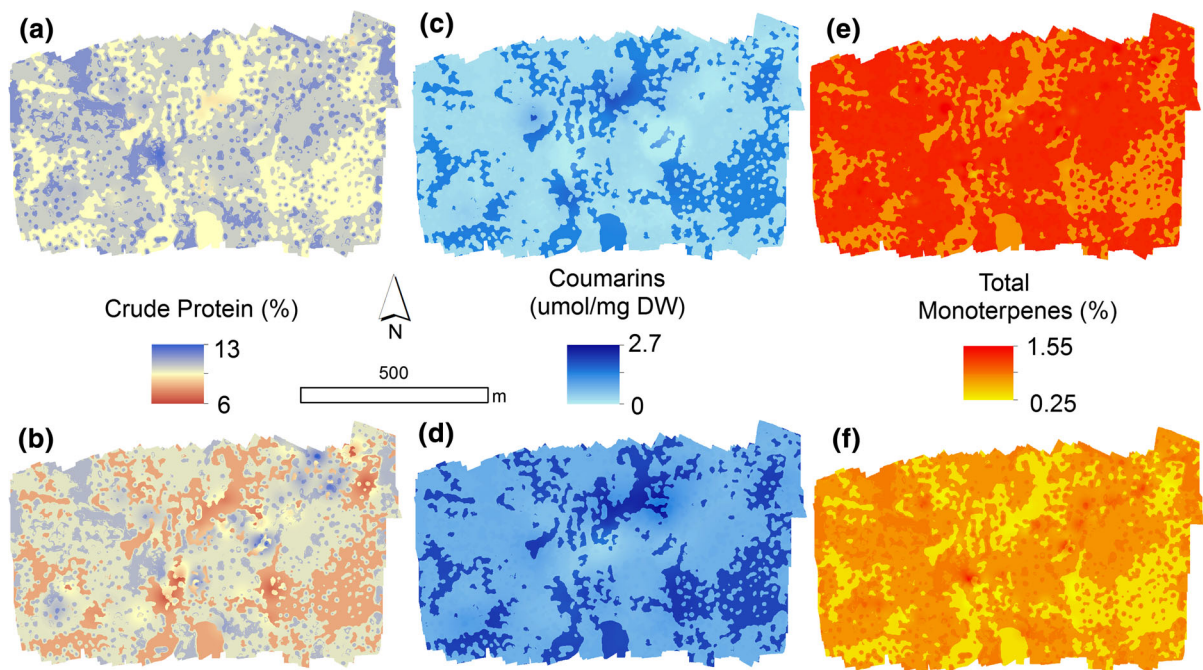 (a)
(c)
(e)
Crude Protein (%)
13
6
N
500
m
Coumarins
(umol/mg DW)
2.7
0
Total
Monoterpenes (%)
1.55
0.25
(b)
(d)
(f)